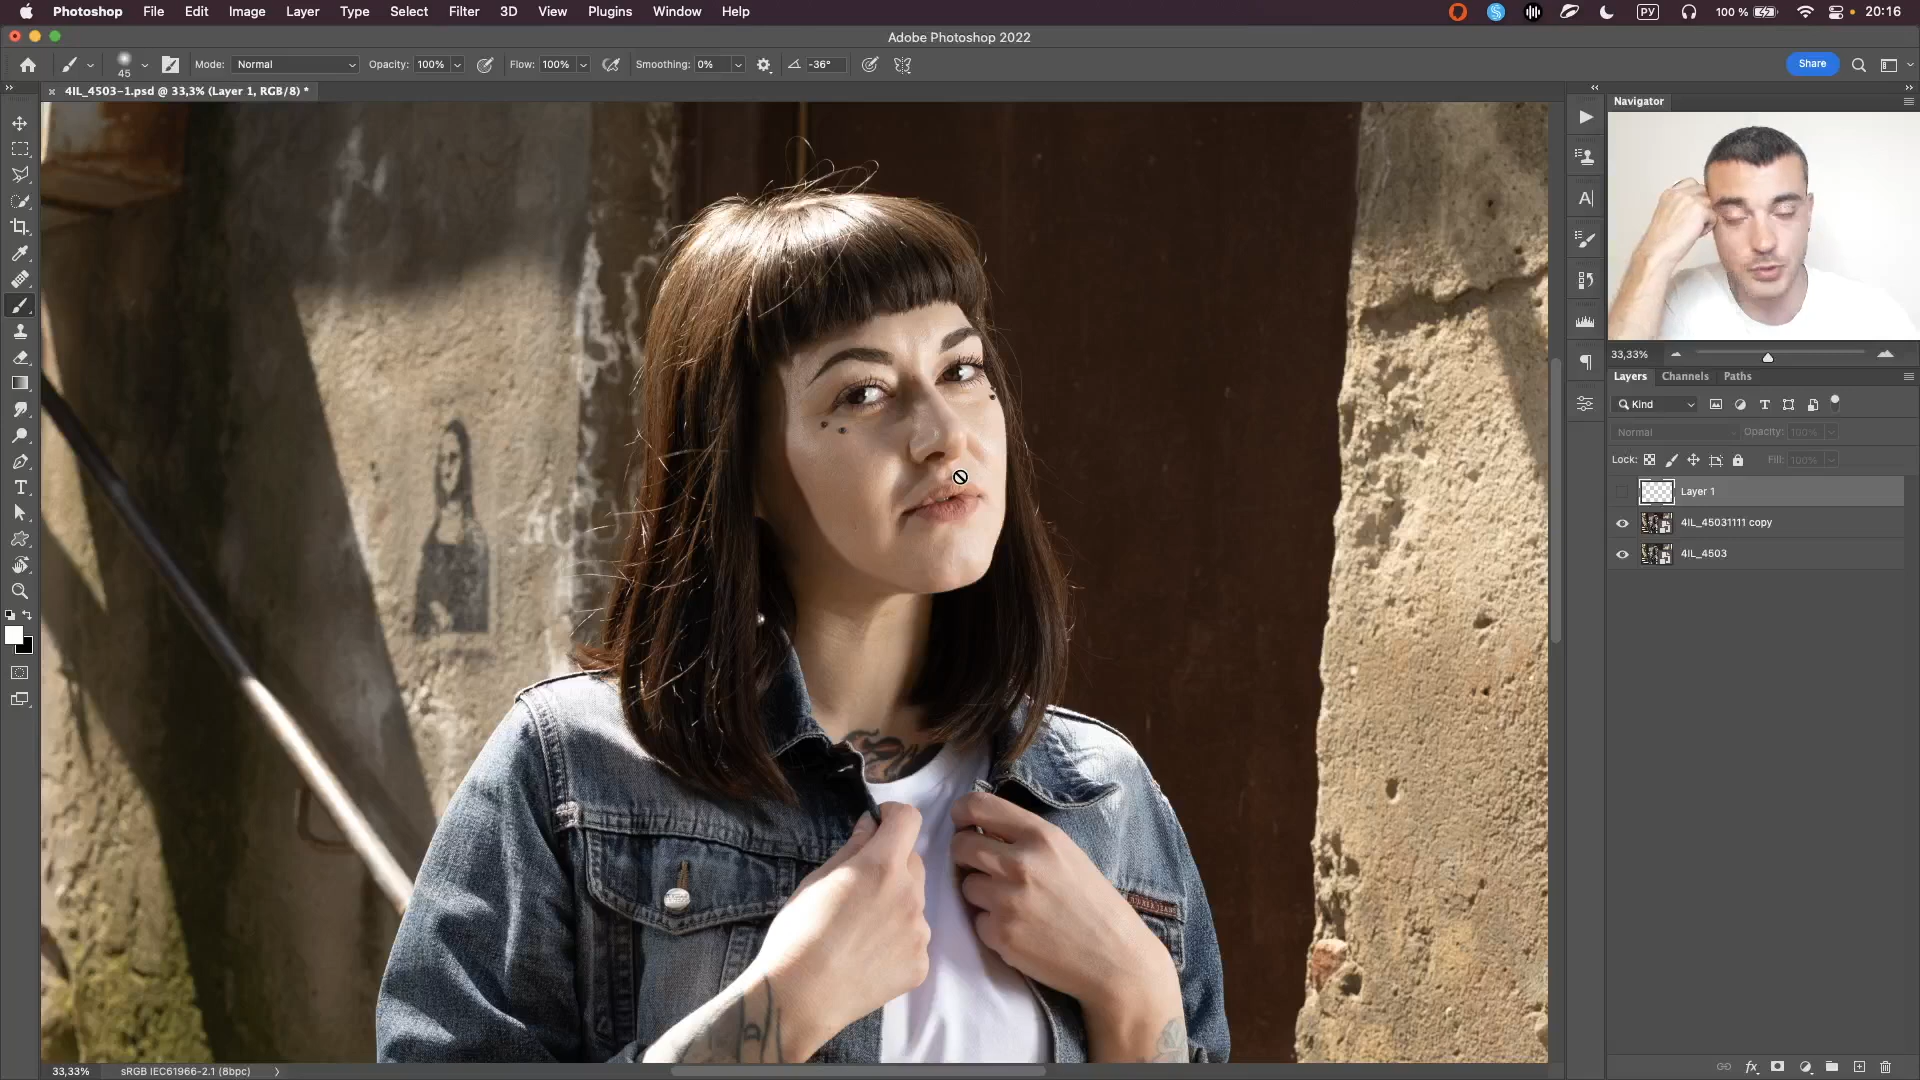 Photoshop File Edit Image Layer Type Select Filter 3D View Plugins Window Help РУ 100 % 20:16
Adobe Photoshop 2022
45 Mode: Normal Opacity: 100% Flow: 100% Smoothing: 0% -36° Share
4IL_4503-1.psd @ 33,3% (Layer 1, RGB/8) *
Navigator
33,33%
Layers Channels Paths
Kind
Normal Opacity: 100%
Lock: Fill: 100%
Layer 1
4IL_45031111 copy
4IL_4503
33,33% sRGB IEC61966-2.1 (8bpc)